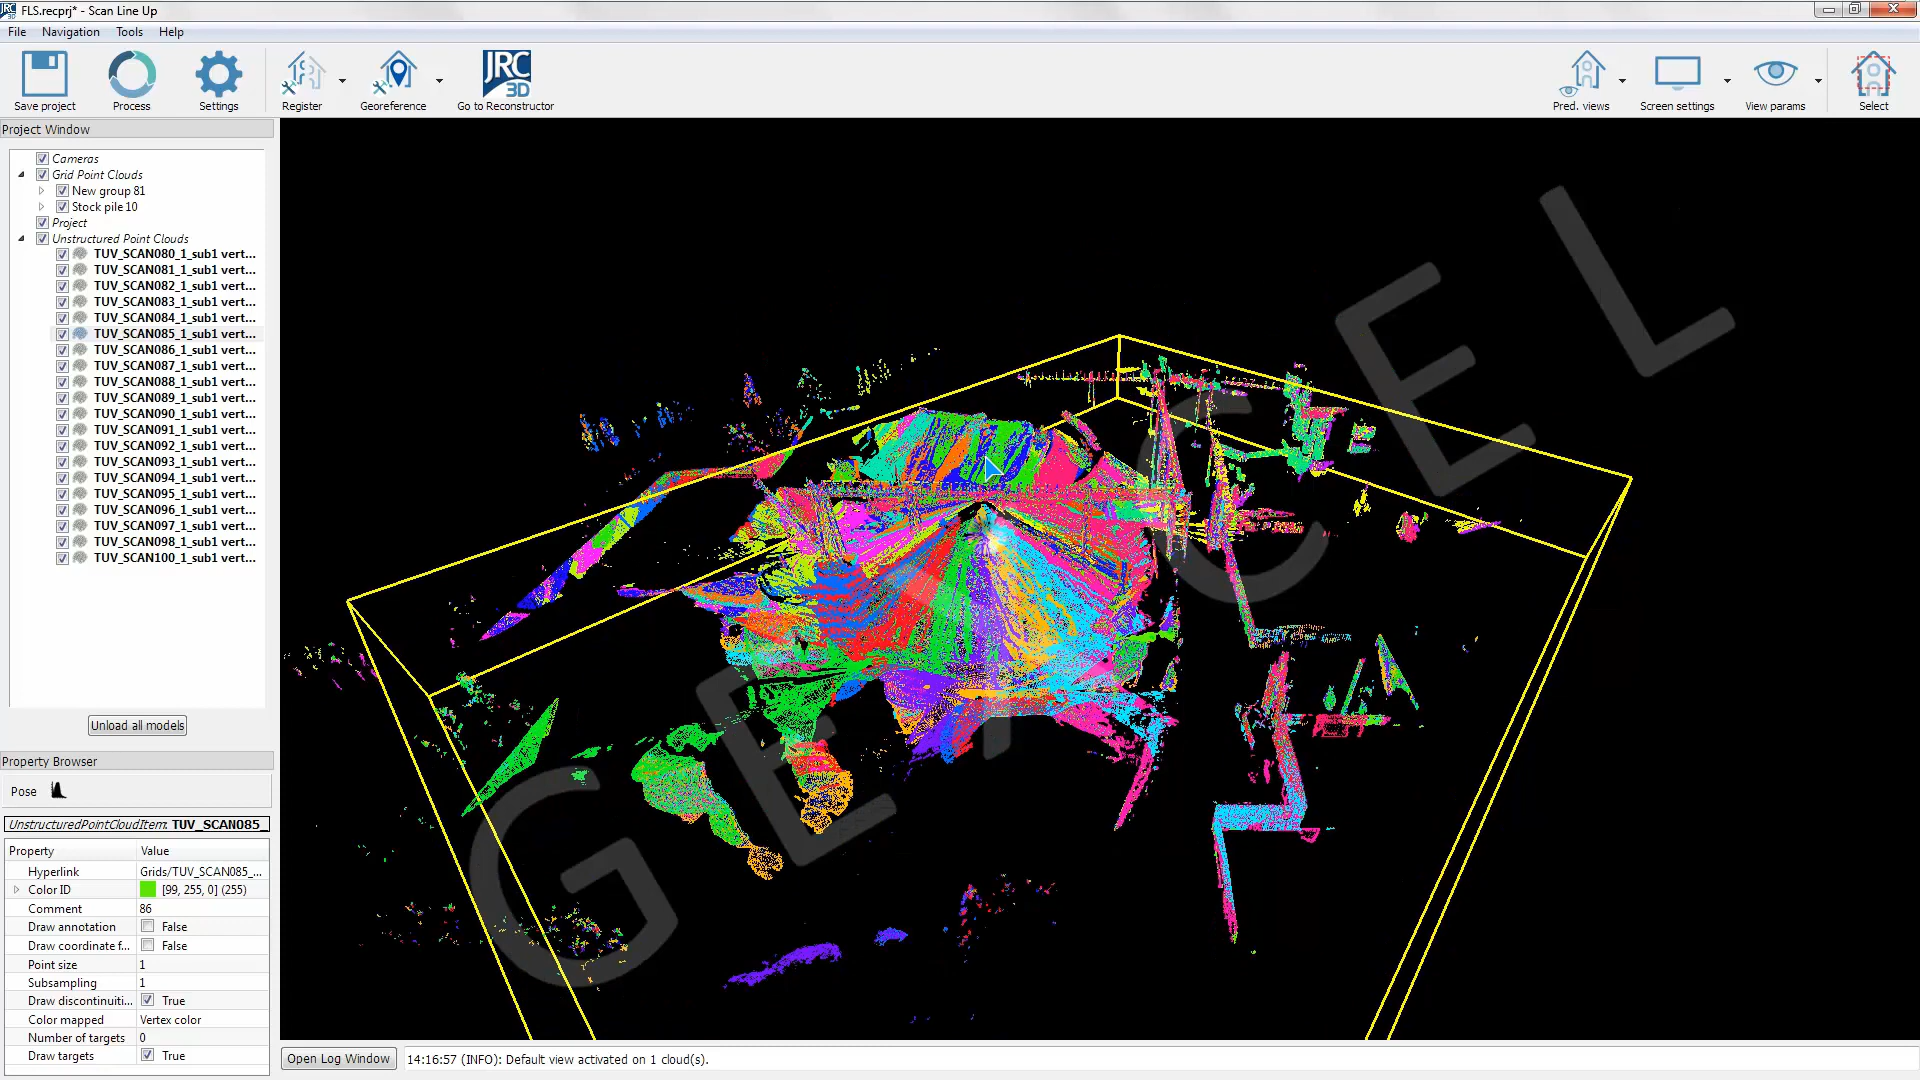 JRC 3D FLS.recprj* - Scan Line Up
File Navigation Tools Help
JRC 3D
Save project Process Settings Register Georeference Go to Reconstructor Pred. views Screen settings View params Select
Project Window
Cameras
Grid Point Clouds
New group 81
Stock pile 10
Project
Unstructured Point Clouds
TUV_SCAN080_1_sub1 vert...
TUV_SCAN081_1_sub1 vert...
TUV_SCAN082_1_sub1 vert...
TUV_SCAN083_1_sub1 vert...
TUV_SCAN084_1_sub1 vert...
TUV_SCAN085_1_sub1 vert...
TUV_SCAN086_1_sub1 vert...
TUV_SCAN087_1_sub1 vert...
TUV_SCAN088_1_sub1 vert...
TUV_SCAN089_1_sub1 vert...
TUV_SCAN090_1_sub1 vert...
TUV_SCAN091_1_sub1 vert...
TUV_SCAN092_1_sub1 vert...
TUV_SCAN093_1_sub1 vert...
TUV_SCAN094_1_sub1 vert...
TUV_SCAN095_1_sub1 vert...
TUV_SCAN096_1_sub1 vert...
TUV_SCAN097_1_sub1 vert...
TUV_SCAN098_1_sub1 vert...
TUV_SCAN100_1_sub1 vert...
Unload all models
Property Browser
Pose
UnstructuredPointCloudItem: TUV_SCAN085_
Property Value
Hyperlink Grids/TUV_SCAN085_...
Color ID [99, 255, 0] (255)
Comment 86
Draw annotation False
Draw coordinate f... False
Point size 1
Subsampling 1
Draw discontinuiti... True
Color mapped Vertex color
Number of targets 0
Draw targets True
Open Log Window 14:16:57 (INFO): Default view activated on 1 cloud(s).